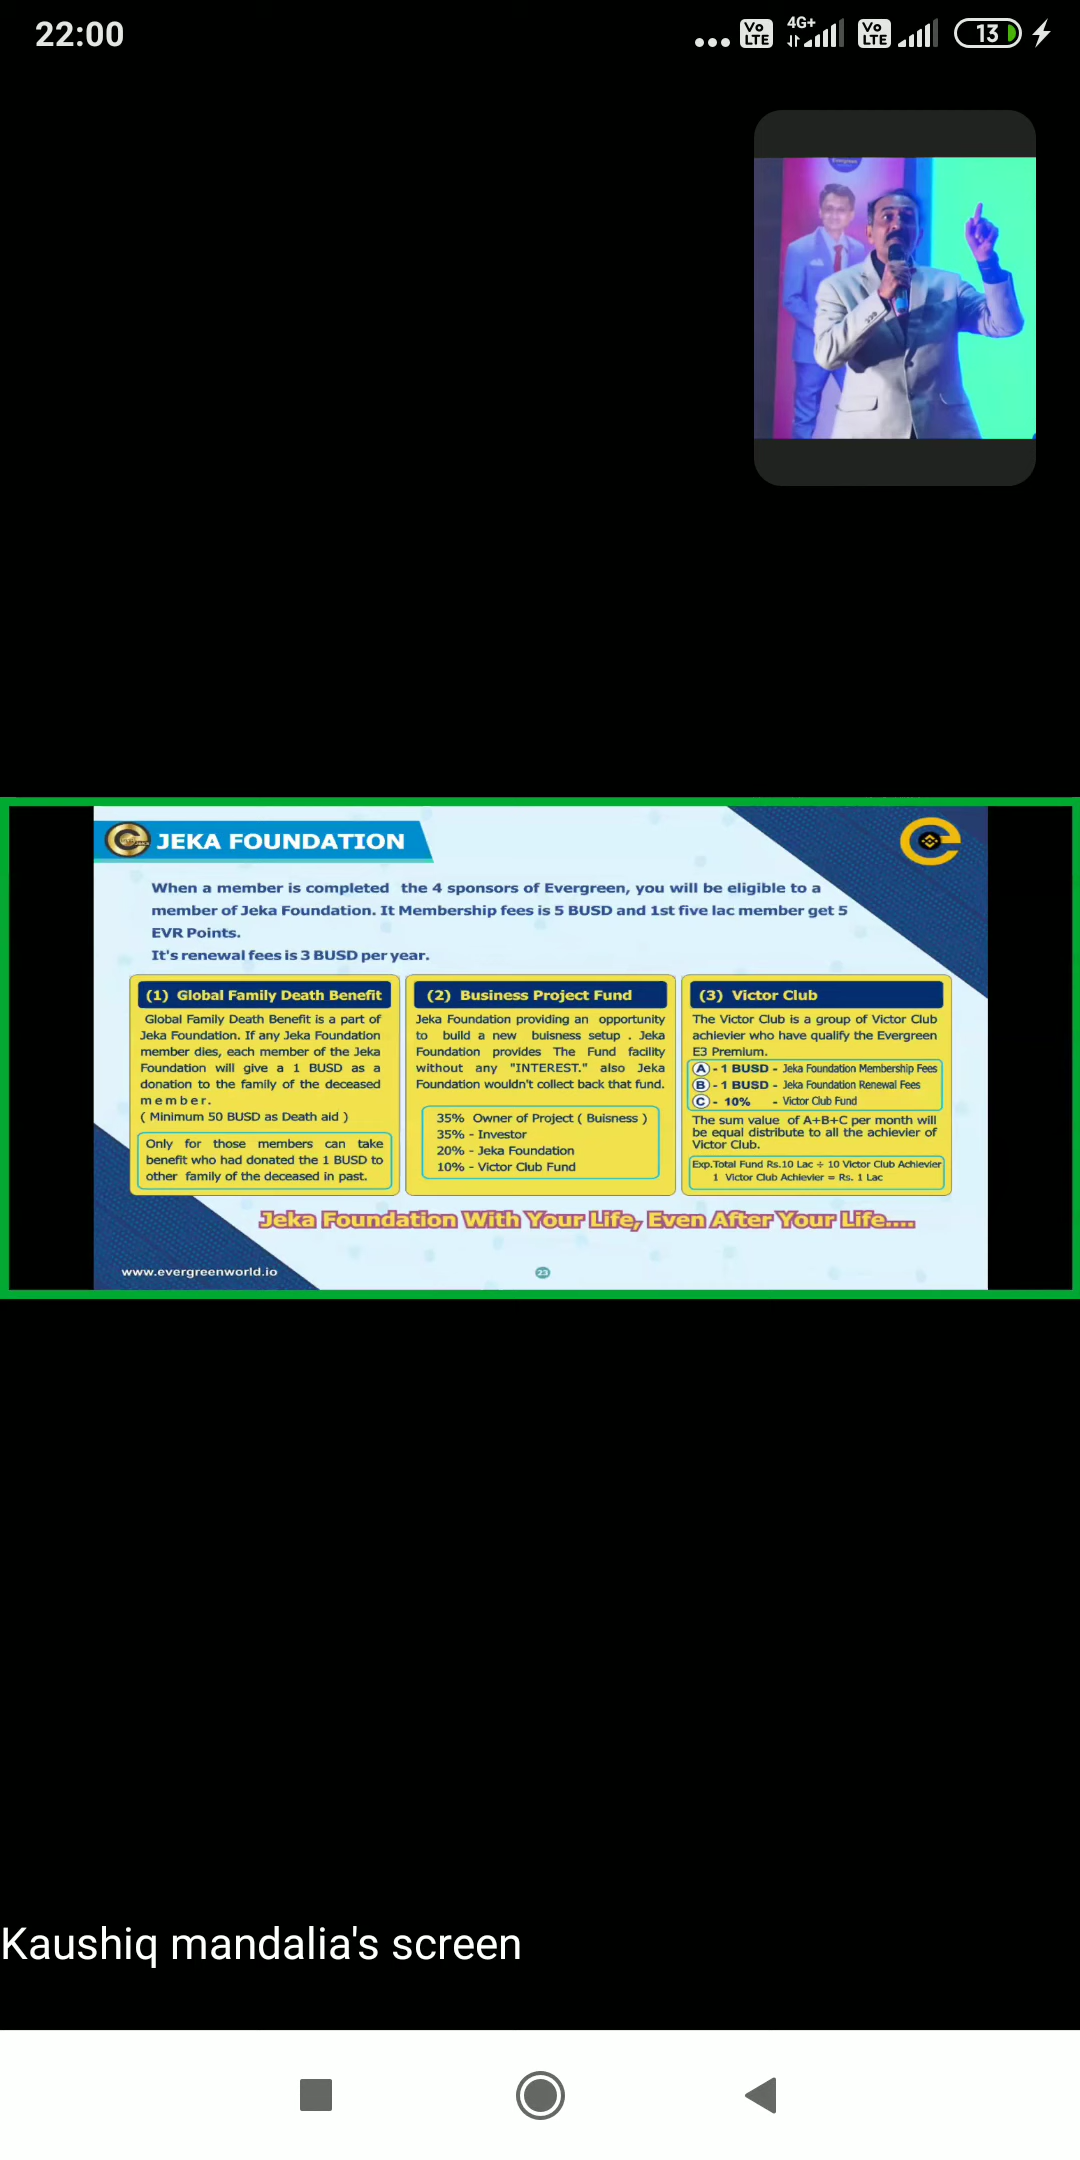 22:00
Vo LTE 4G+ Vo LTE 13
Evergreen
JEKA FOUNDATION
When a member is completed the 4 sponsors of Evergreen, you will be eligible to a
member of Jeka Foundation. It Membership fees is 5 BUSD and 1st five lac member get 5
EVR Points.
It's renewal fees is 3 BUSD per year.
(1) Global Family Death Benefit
Global Family Death Benefit is a part of
Jeka Foundation. If any Jeka Foundation
member dies, each member of the Jeka
Foundation will give a 1 BUSD as a
donation to the family of the deceased
member.
( Minimum 50 BUSD as Death aid )
Only for those members can take
benefit who had donated the 1 BUSD to
other family of the deceased in past.
(2) Business Project Fund
Jeka Foundation providing an opportunity
to build a new buisness setup . Jeka
Foundation provides The Fund facility
without any "INTEREST." also Jeka
Foundation wouldn't collect back that fund.
35% Owner of Project ( Buisness )
35% - Investor
20% - Jeka Foundation
10% - Victor Club Fund
(3) Victor Club
The Victor Club is a group of Victor Club
achievier who have qualify the Evergreen
E3 Premium.
A - 1 BUSD - Jeka Foundation Membership Fees
B - 1 BUSD - Jeka Foundation Renewal Fees
C - 10% - Victor Club Fund
The sum value of A+B+C per month will
be equal distribute to all the achievier of
Victor Club.
Exp.Total Fund Rs.10 Lac ÷ 10 Victor Club Achievier
1 Victor Club Achievier = Rs. 1 Lac
Jeka Foundation With Your Life, Even After Your Life....
www.evergreenworld.io
23
Kaushiq mandalia's screen